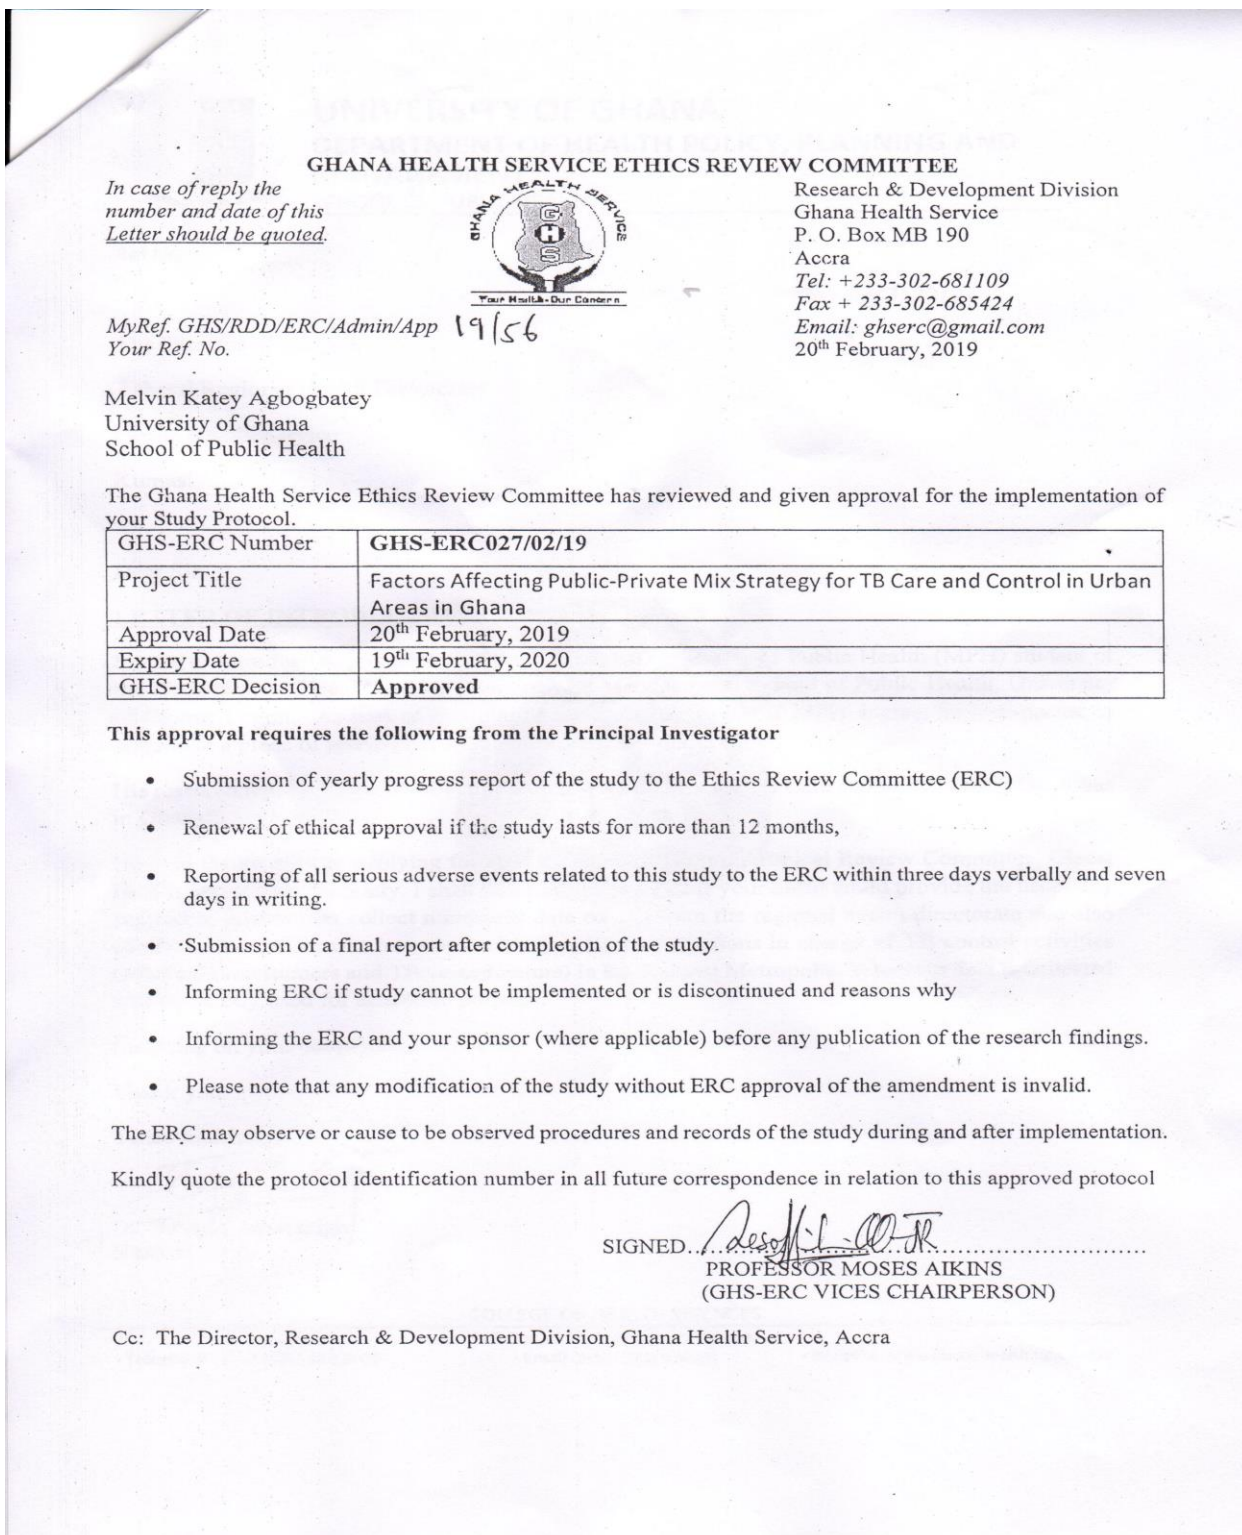 GHANA HEALTH SERVICE ETHICS REVIEW COMMITTEE
In case of reply the
number and date of this
Letter should be quoted.
GHANA HEALTH SERVICE
GHS
Your Health-Our Concern
Research & Development Division
Ghana Health Service
P. O. Box MB 190
Accra
Tel: +233-302-681109
Fax + 233-302-685424
Email: ghserc@gmail.com
20th February, 2019
MyRef. GHS/RDD/ERC/Admin/App 19/56
Your Ref. No.
Melvin Katey Agbogbatey
University of Ghana
School of Public Health
The Ghana Health Service Ethics Review Committee has reviewed and given approval for the implementation of
your Study Protocol.
GHS-ERC Number GHS-ERC027/02/19
Project Title Factors Affecting Public-Private Mix Strategy for TB Care and Control in Urban
Areas in Ghana
Approval Date 20th February, 2019
Expiry Date 19th February, 2020
GHS-ERC Decision Approved
This approval requires the following from the Principal Investigator
• Submission of yearly progress report of the study to the Ethics Review Committee (ERC)
• Renewal of ethical approval if the study lasts for more than 12 months,
• Reporting of all serious adverse events related to this study to the ERC within three days verbally and seven
days in writing.
• Submission of a final report after completion of the study.
• Informing ERC if study cannot be implemented or is discontinued and reasons why
• Informing the ERC and your sponsor (where applicable) before any publication of the research findings.
• Please note that any modification of the study without ERC approval of the amendment is invalid.
The ERC may observe or cause to be observed procedures and records of the study during and after implementation.
Kindly quote the protocol identification number in all future correspondence in relation to this approved protocol
SIGNED
PROFESSOR MOSES AIKINS
(GHS-ERC VICES CHAIRPERSON)
Cc: The Director, Research & Development Division, Ghana Health Service, Accra